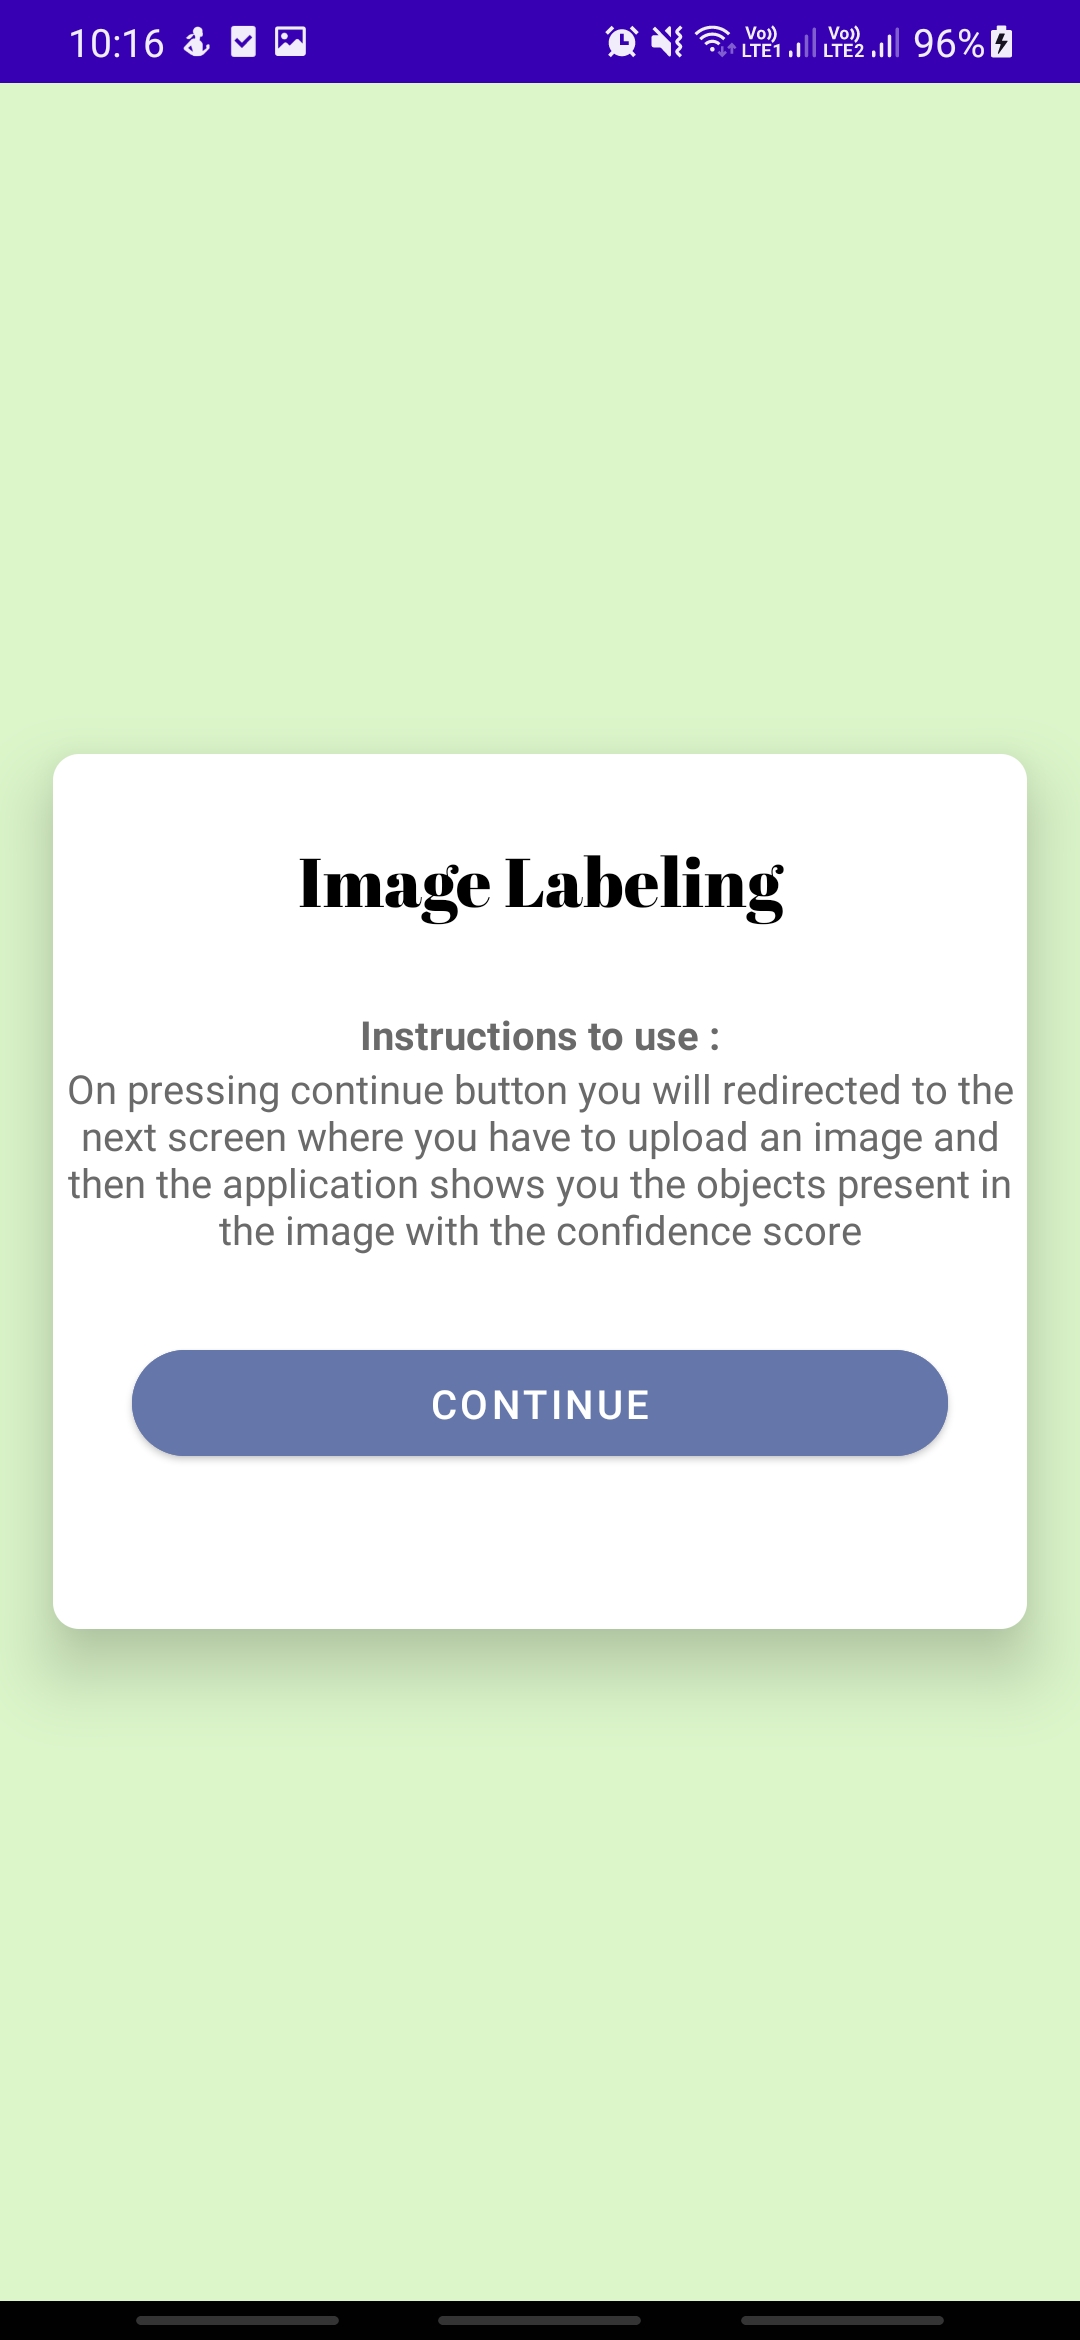 10:16 Vo)) LTE1 Vo)) LTE2 96%
Image Labeling
Instructions to use :
On pressing continue button you will redirected to the
next screen where you have to upload an image and
then the application shows you the objects present in
the image with the confidence score
CONTINUE